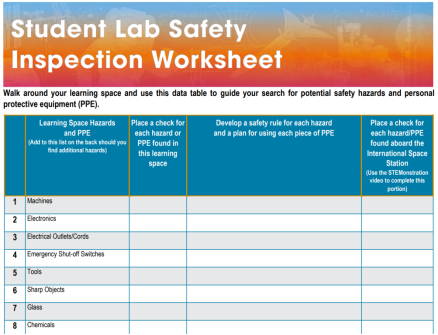 Student Lab Safety
Inspection Worksheet
Walk around your learning space and use this data table to guide your search for potential safety hazards and personal
protective equipment (PPE).
Learning Space Hazards
and PPE
(Add to this list on the back should you
find additional hazards)
Place a check for
each hazard or
PPE found in
this learning
space
Develop a safety rule for each hazard
and a plan for using each piece of PPE
Place a check for
each hazard/PPE
found aboard the
International Space
Station
(Use the STEMonstration
video to complete this
portion)
1 Machines
2 Electronics
3 Electrical Outlets/Cords
4 Emergency Shut-off Switches
5 Tools
6 Sharp Objects
7 Glass
8 Chemicals